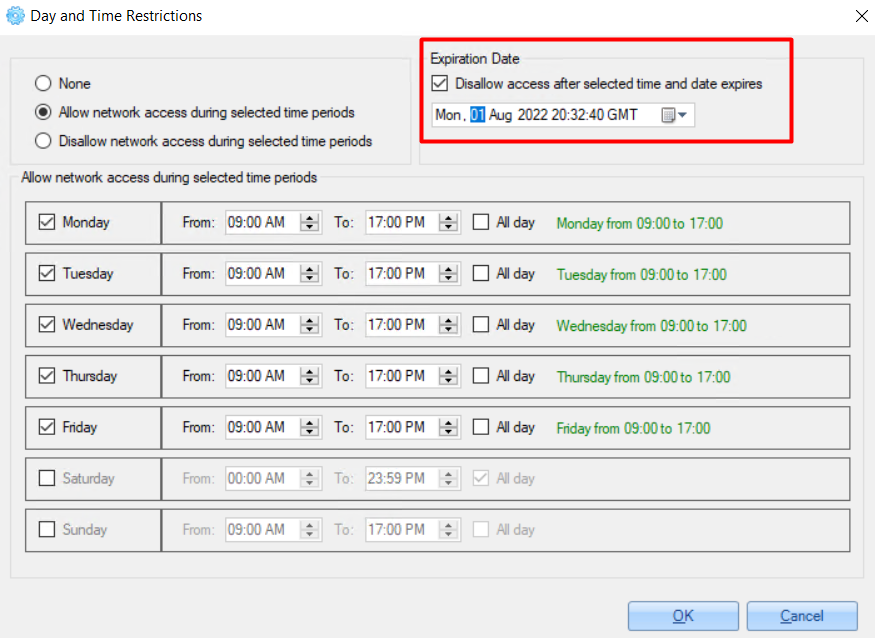 Day and Time Restrictions
None
Allow network access during selected time periods
Disallow network access during selected time periods
Expiration Date
Disallow access after selected time and date expires
Mon, 01 Aug 2022 20:32:40 GMT
Allow network access during selected time periods
Monday From: 09:00 AM To: 17:00 PM All day Monday from 09:00 to 17:00
Tuesday From: 09:00 AM To: 17:00 PM All day Tuesday from 09:00 to 17:00
Wednesday From: 09:00 AM To: 17:00 PM All day Wednesday from 09:00 to 17:00
Thursday From: 09:00 AM To: 17:00 PM All day Thursday from 09:00 to 17:00
Friday From: 09:00 AM To: 17:00 PM All day Friday from 09:00 to 17:00
Saturday From: 00:00 AM To: 23:59 PM All day
Sunday From: 09:00 AM To: 17:00 PM All day
OK Cancel